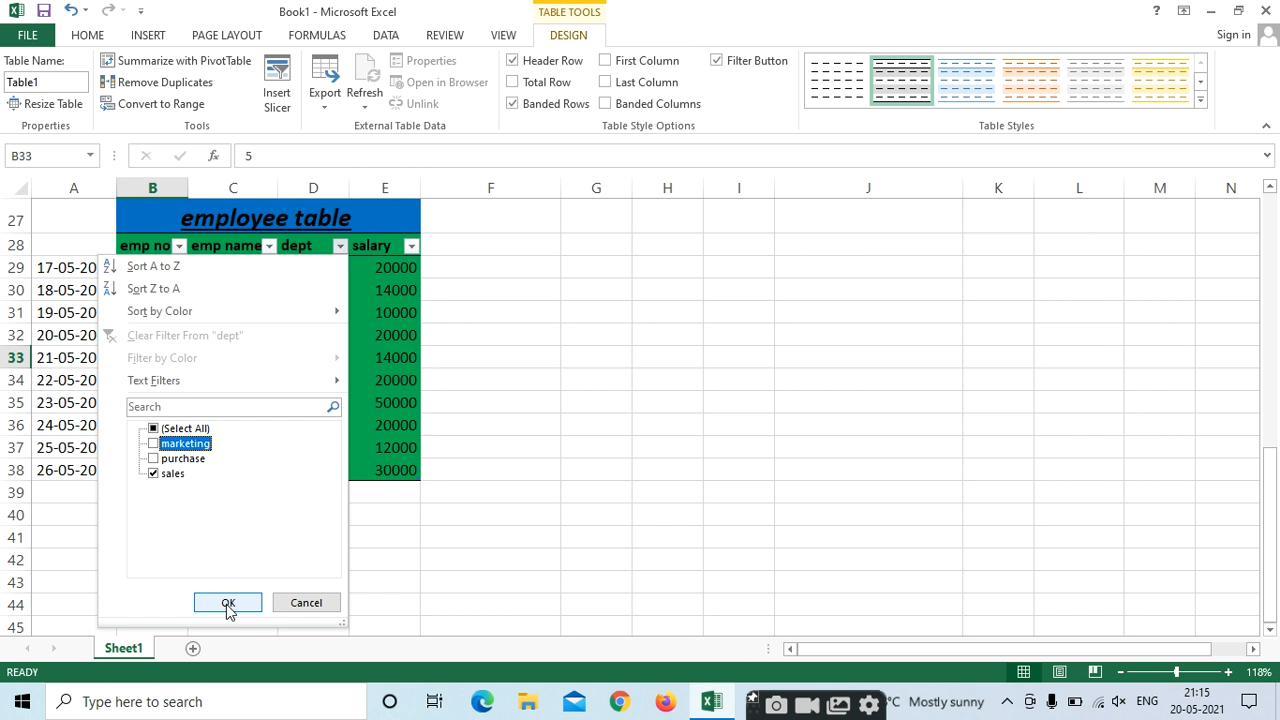 Book1 - Microsoft Excel
TABLE TOOLS
?
FILE HOME INSERT PAGE LAYOUT FORMULAS DATA REVIEW VIEW DESIGN Sign in
Table Name:
Table1
Resize Table
Properties
Summarize with PivotTable
Remove Duplicates
Convert to Range
Tools
Insert
Slicer
Export
Refresh
Properties
Open in Browser
Unlink
External Table Data
Header Row
Total Row
Banded Rows
First Column
Last Column
Banded Columns
Filter Button
Table Style Options
Table Styles
B33
fx
5
A B C D E F G H I J K L M N
27 employee table
28 emp no emp name dept salary
29 17-05-20 20000
30 18-05-20 14000
31 19-05-20 10000
32 20-05-20 20000
33 21-05-20 14000
34 22-05-20 20000
35 23-05-20 50000
36 24-05-20 20000
37 25-05-20 12000
38 26-05-20 30000
39
40
41
42
43
44
45
Sort A to Z
Sort Z to A
Sort by Color
Clear Filter From "dept"
Filter by Color
Text Filters
Search
(Select All)
marketing
purchase
sales
OK Cancel
Sheet1
READY
118%
Type here to search
°C Mostly sunny
ENG
21:15
20-05-2021